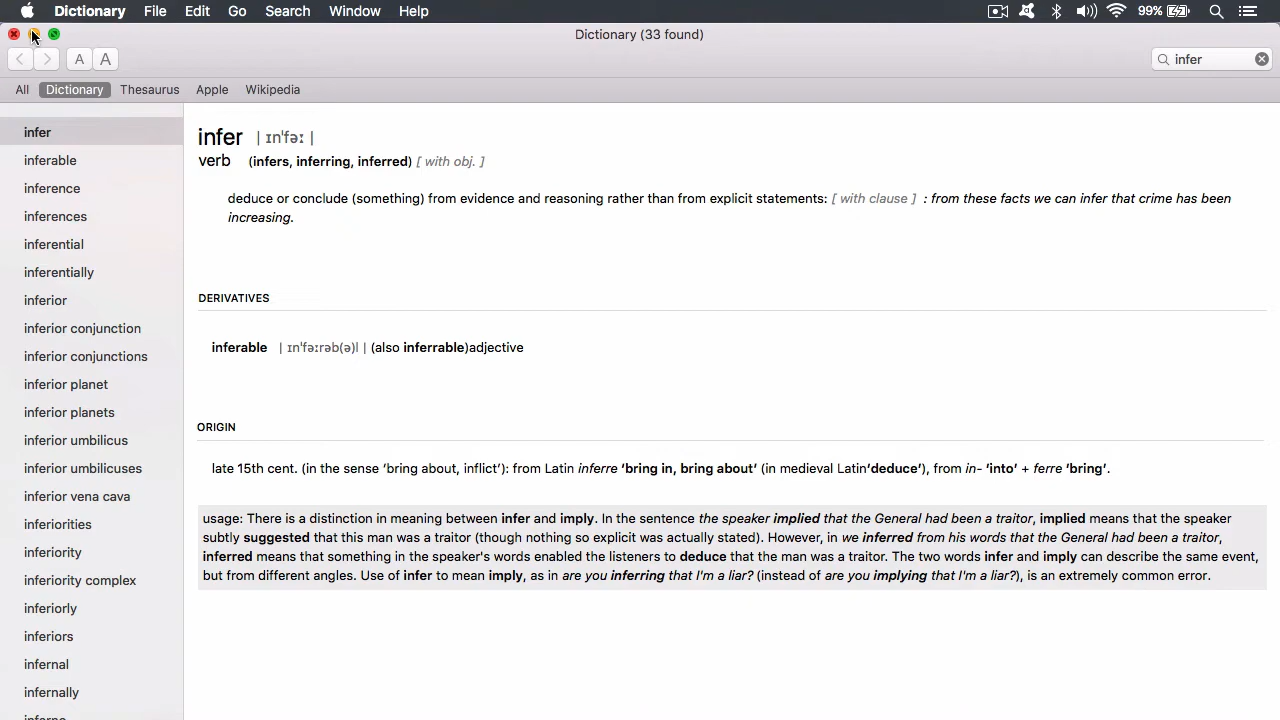 Dictionary File Edit Go Search Window Help 99%
Dictionary (33 found)
A A infer
All Dictionary Thesaurus Apple Wikipedia
infer
inferable
inference
inferences
inferential
inferentially
inferior
inferior conjunction
inferior conjunctions
inferior planet
inferior planets
inferior umbilicus
inferior umbilicuses
inferior vena cava
inferiorities
inferiority
inferiority complex
inferiorly
inferiors
infernal
infernally
inferno
infer | ɪnˈfəː |
verb (infers, inferring, inferred) [ with obj. ]
deduce or conclude (something) from evidence and reasoning rather than from explicit statements: [ with clause ] : from these facts we can infer that crime has been
increasing.
DERIVATIVES
inferable | ɪnˈfəːrəb(ə)l | (also inferrable)adjective
ORIGIN
late 15th cent. (in the sense ‘bring about, inflict’): from Latin inferre ‘bring in, bring about’ (in medieval Latin‘deduce’), from in- ‘into’ + ferre ‘bring’.
usage: There is a distinction in meaning between infer and imply. In the sentence the speaker implied that the General had been a traitor, implied means that the speaker
subtly suggested that this man was a traitor (though nothing so explicit was actually stated). However, in we inferred from his words that the General had been a traitor,
inferred means that something in the speaker's words enabled the listeners to deduce that the man was a traitor. The two words infer and imply can describe the same event,
but from different angles. Use of infer to mean imply, as in are you inferring that I'm a liar? (instead of are you implying that I'm a liar?), is an extremely common error.